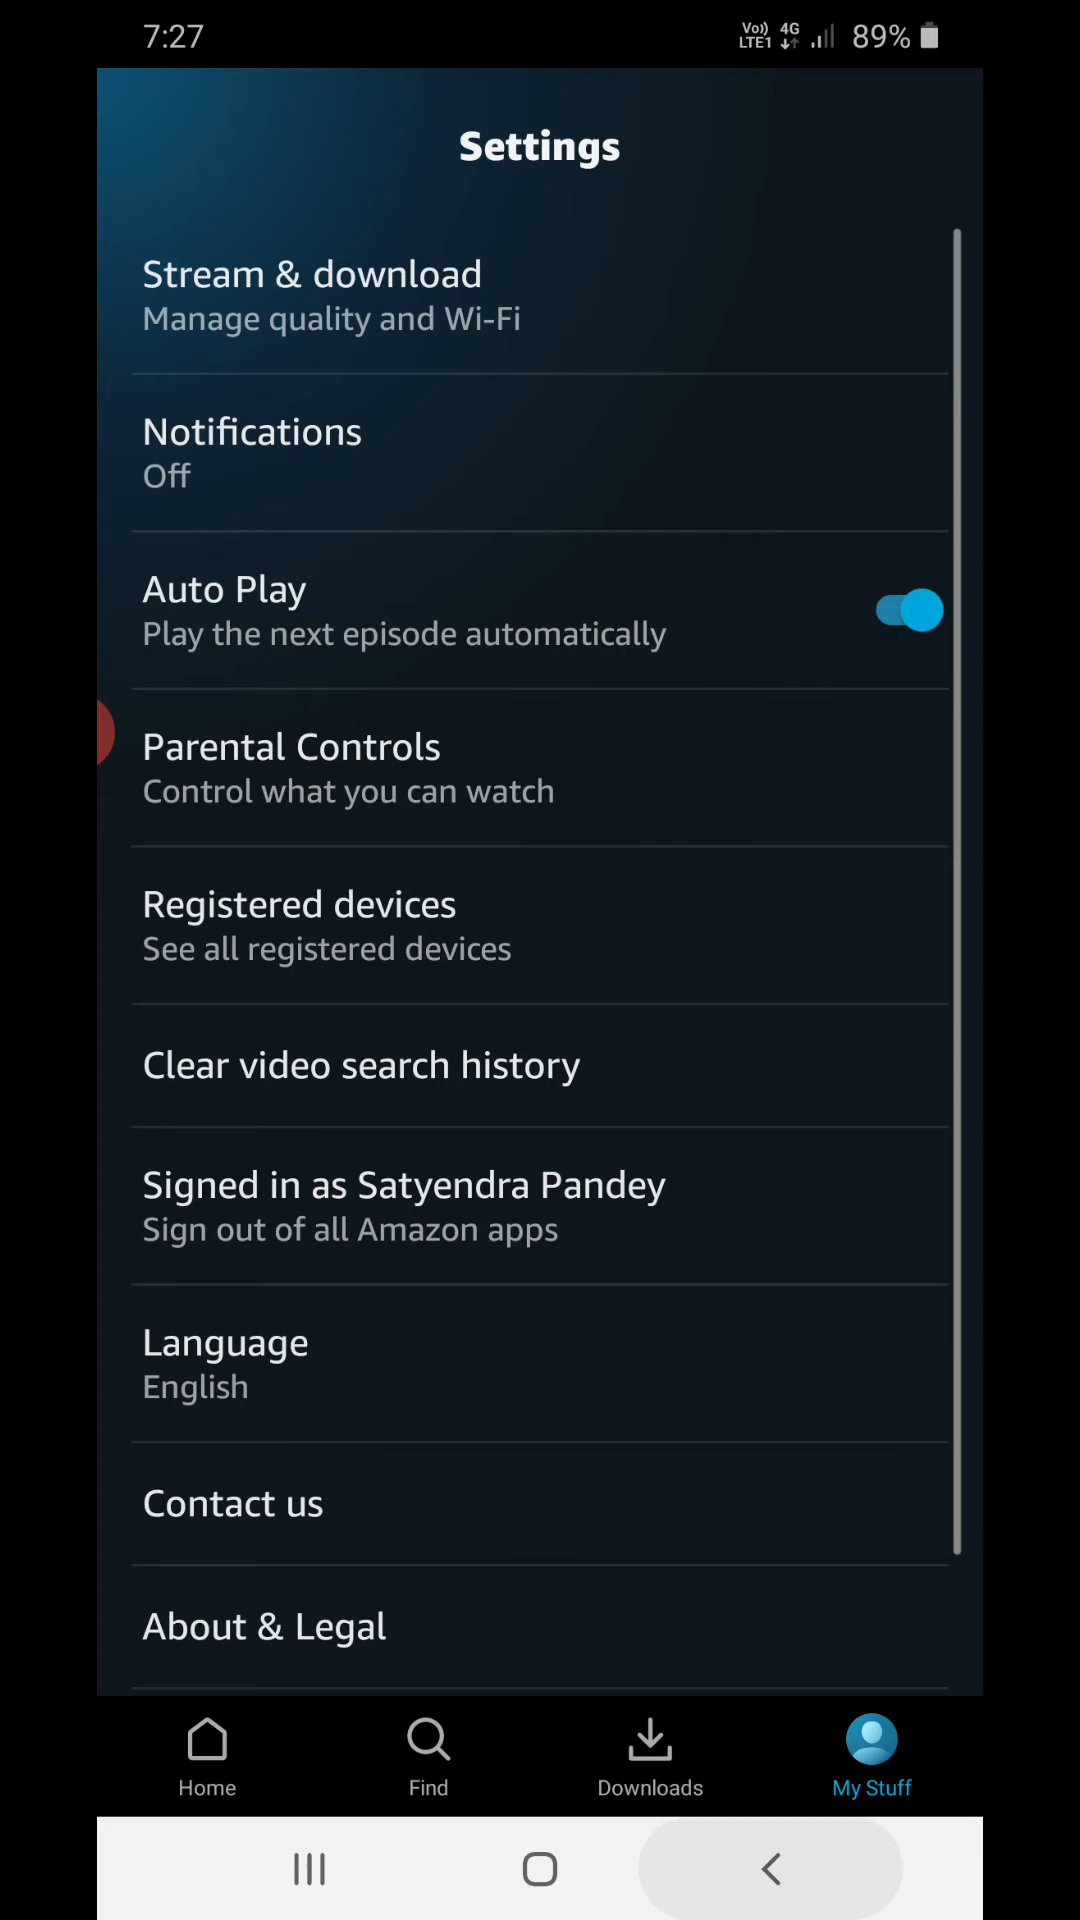 7:27
Vo)) 4G
LTE1
89%
Settings
Stream & download
Manage quality and Wi-Fi
Notifications
Off
Auto Play
Play the next episode automatically
Parental Controls
Control what you can watch
Registered devices
See all registered devices
Clear video search history
Signed in as Satyendra Pandey
Sign out of all Amazon apps
Language
English
Contact us
About & Legal
Home
Find
Downloads
My Stuff